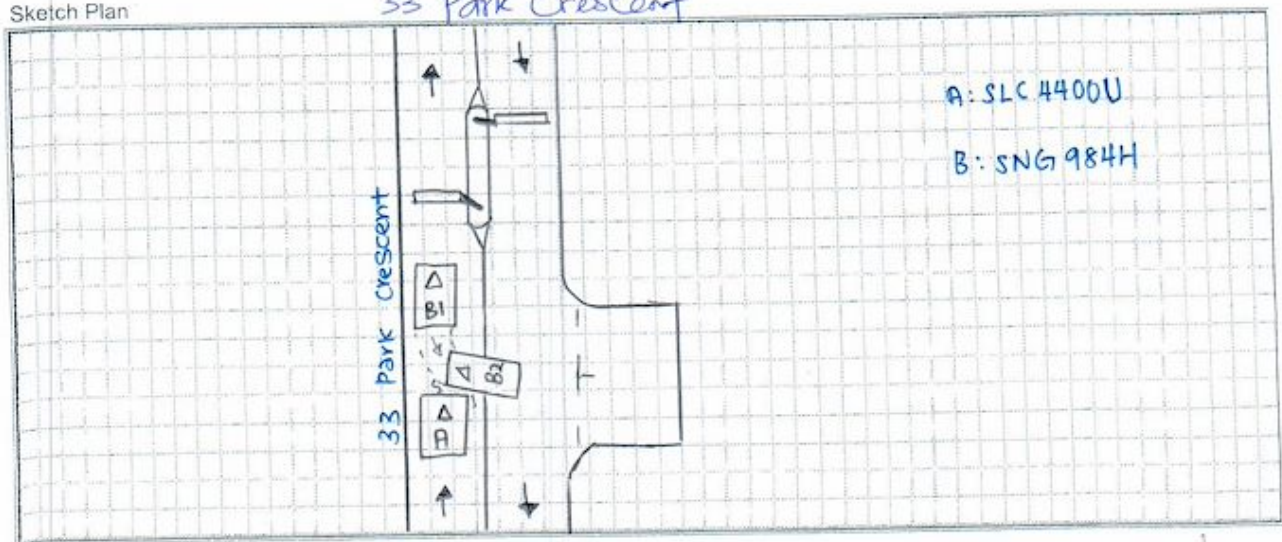 Sketch Plan
33 Park Crescent
A: SLC 4400U
B: SNG 984H
33 Park Crescent
B1
B2
A